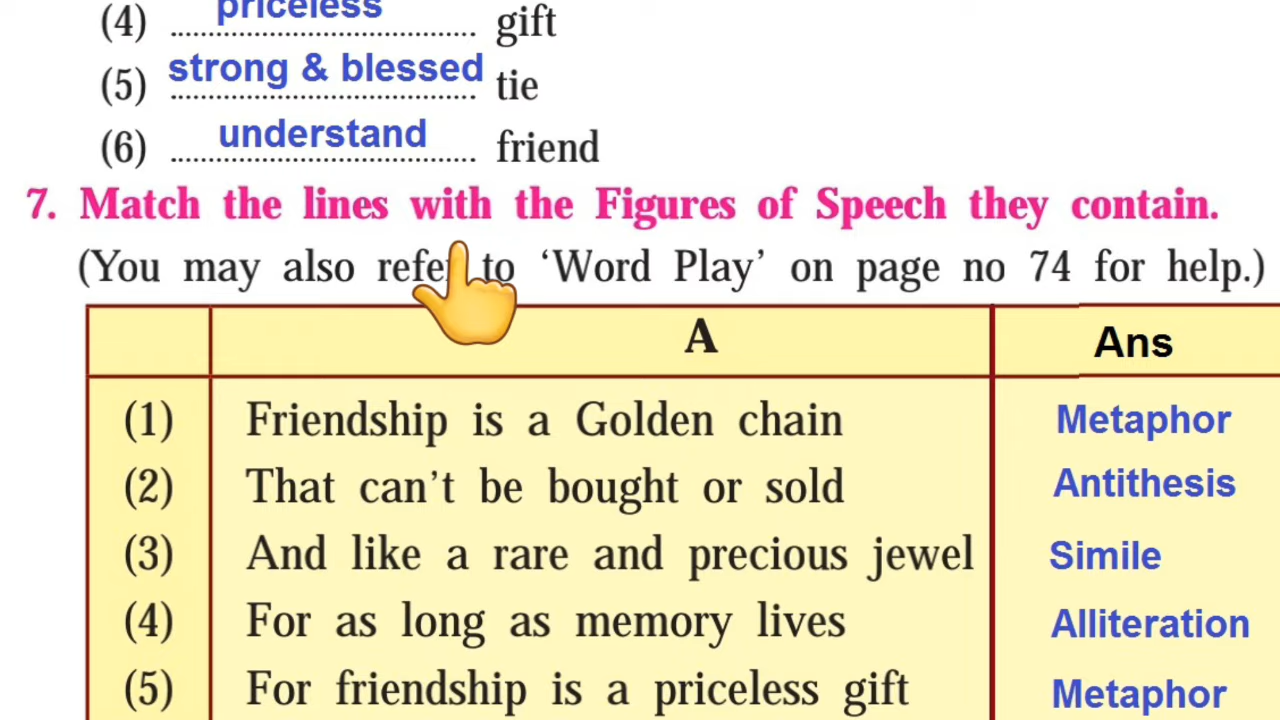 priceless
(4) ........................................ gift
strong & blessed
(5) ........................................ tie
understand
(6) ........................................ friend
7. Match the lines with the Figures of Speech they contain.
(You may also refer to ‘Word Play’ on page no 74 for help.)
A Ans
(1) Friendship is a Golden chain Metaphor
(2) That can’t be bought or sold Antithesis
(3) And like a rare and precious jewel Simile
(4) For as long as memory lives Alliteration
(5) For friendship is a priceless gift Metaphor